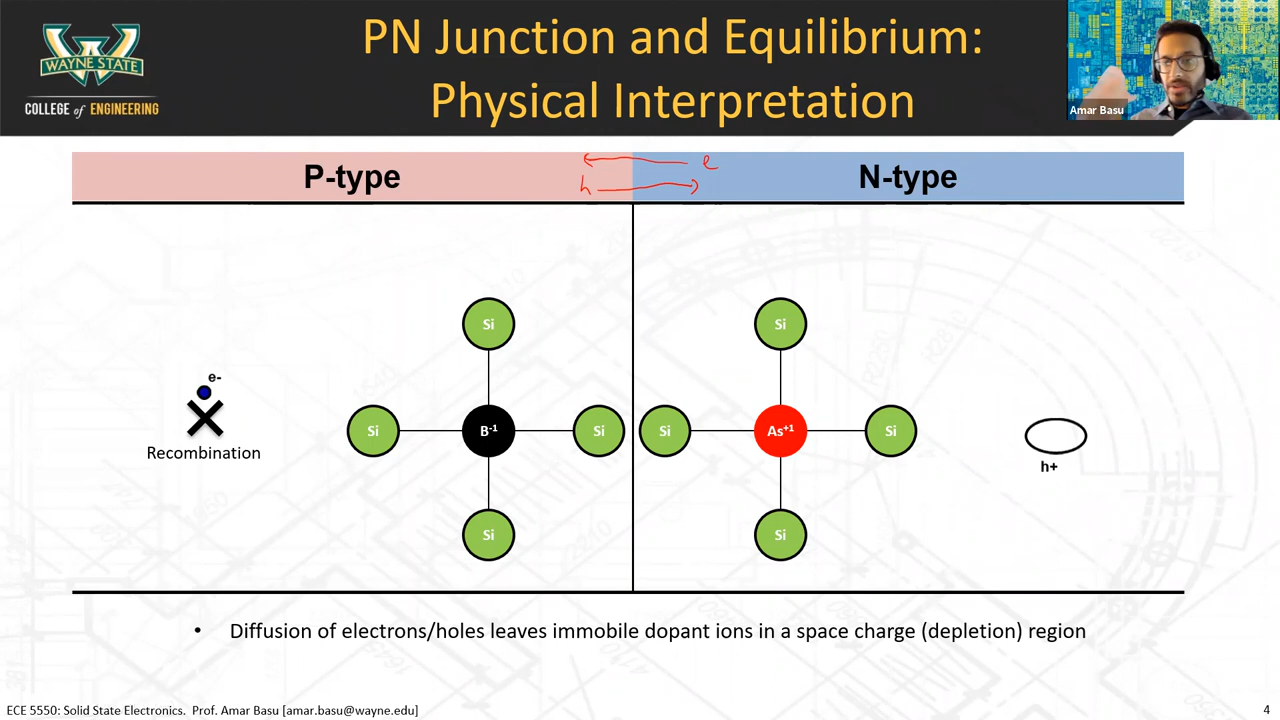 WAYNE STATE
COLLEGE of ENGINEERING
PN Junction and Equilibrium:
Physical Interpretation
Amar Basu
P-type
e
h
N-type
Si
Si
e-
Recombination
Si
B-1
Si
Si
As+1
Si
h+
Si
Si
• Diffusion of electrons/holes leaves immobile dopant ions in a space charge (depletion) region
ECE 5550: Solid State Electronics. Prof. Amar Basu [amar.basu@wayne.edu]
4